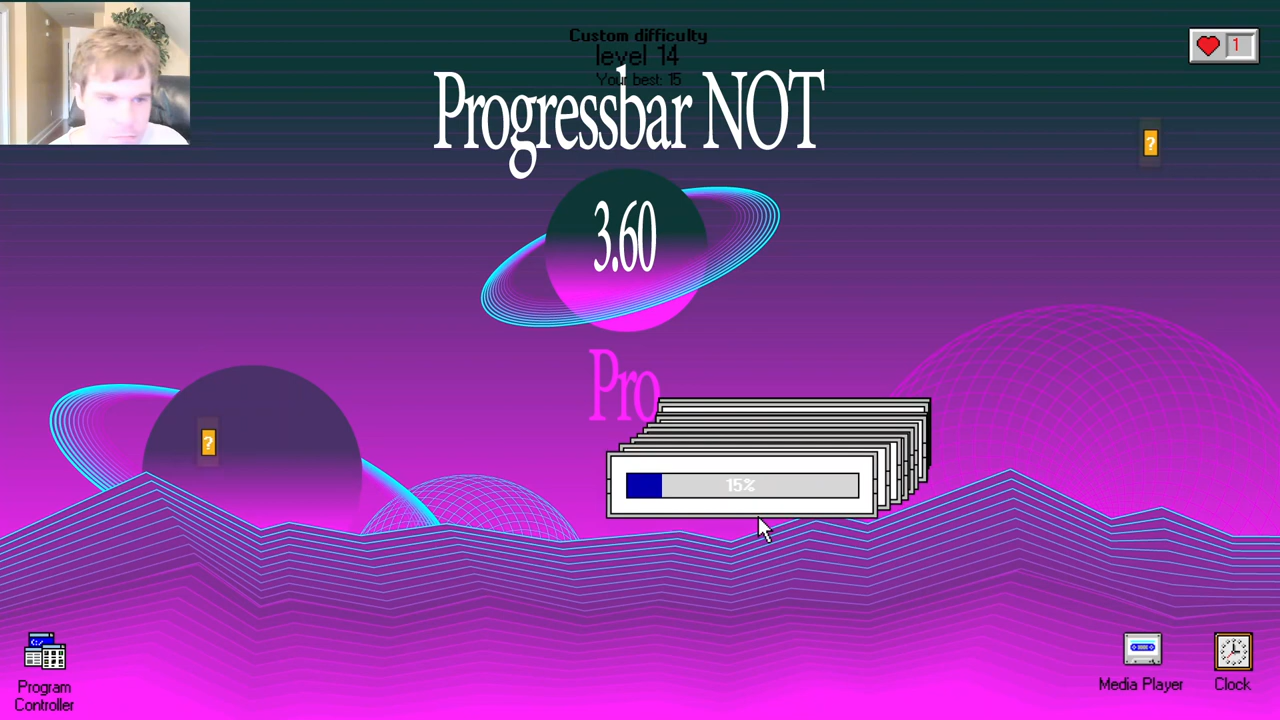 Custom difficulty
level 14
Your best: 15
1
Progressbar NOT
?
3.60
Pro
?
15%
Program
Controller
Media Player
Clock